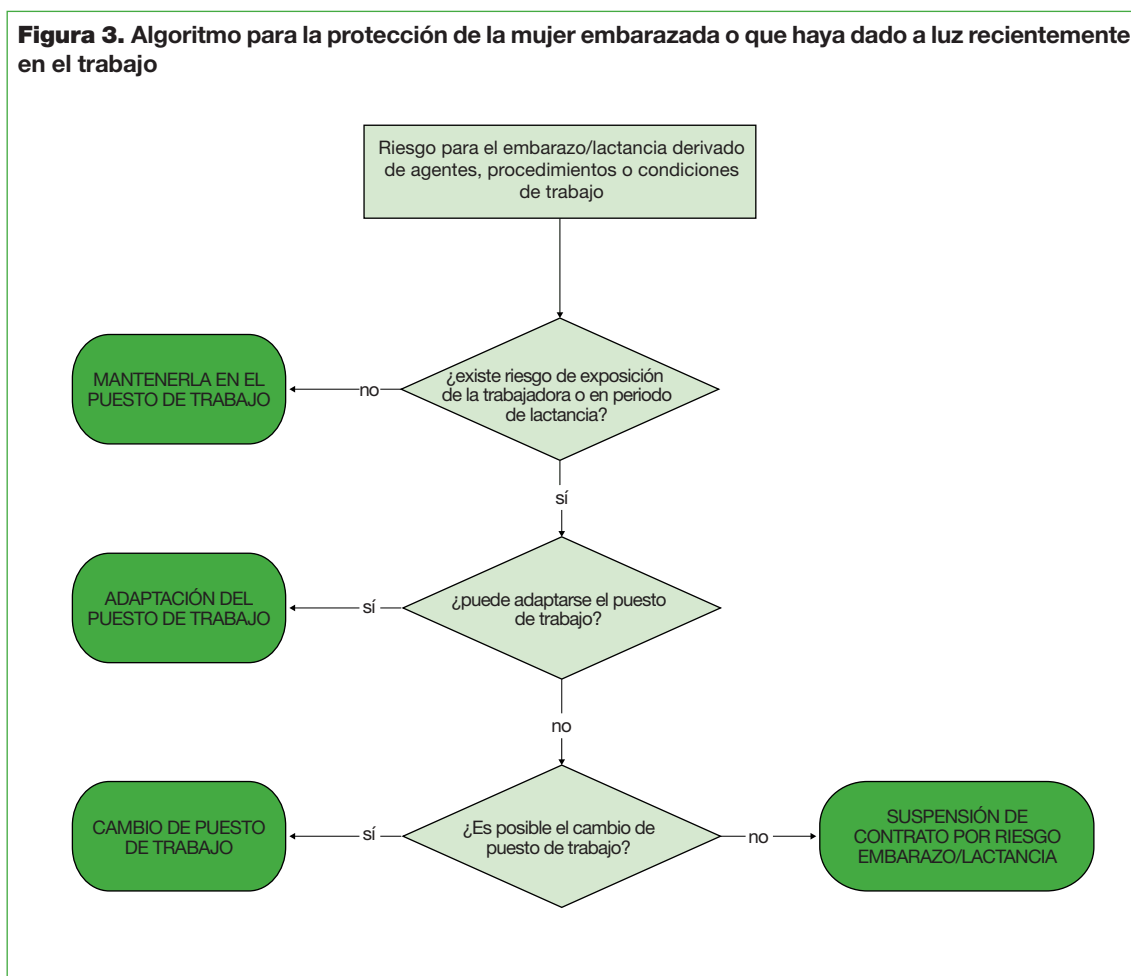 Figura 3. Algoritmo para la protección de la mujer embarazada o que haya dado a luz recientemente
en el trabajo
Riesgo para el embarazo/lactancia derivado
de agentes, procedimientos o condiciones
de trabajo
MANTENERLA EN EL
PUESTO DE TRABAJO
no
¿existe riesgo de exposición
de la trabajadora o en periodo
de lactancia?
sí
ADAPTACIÓN DEL
PUESTO DE TRABAJO
sí
¿puede adaptarse el puesto
de trabajo?
no
CAMBIO DE PUESTO
DE TRABAJO
sí
¿Es posible el cambio de
puesto de trabajo?
no
SUSPENSIÓN DE
CONTRATO POR RIESGO
EMBARAZO/LACTANCIA